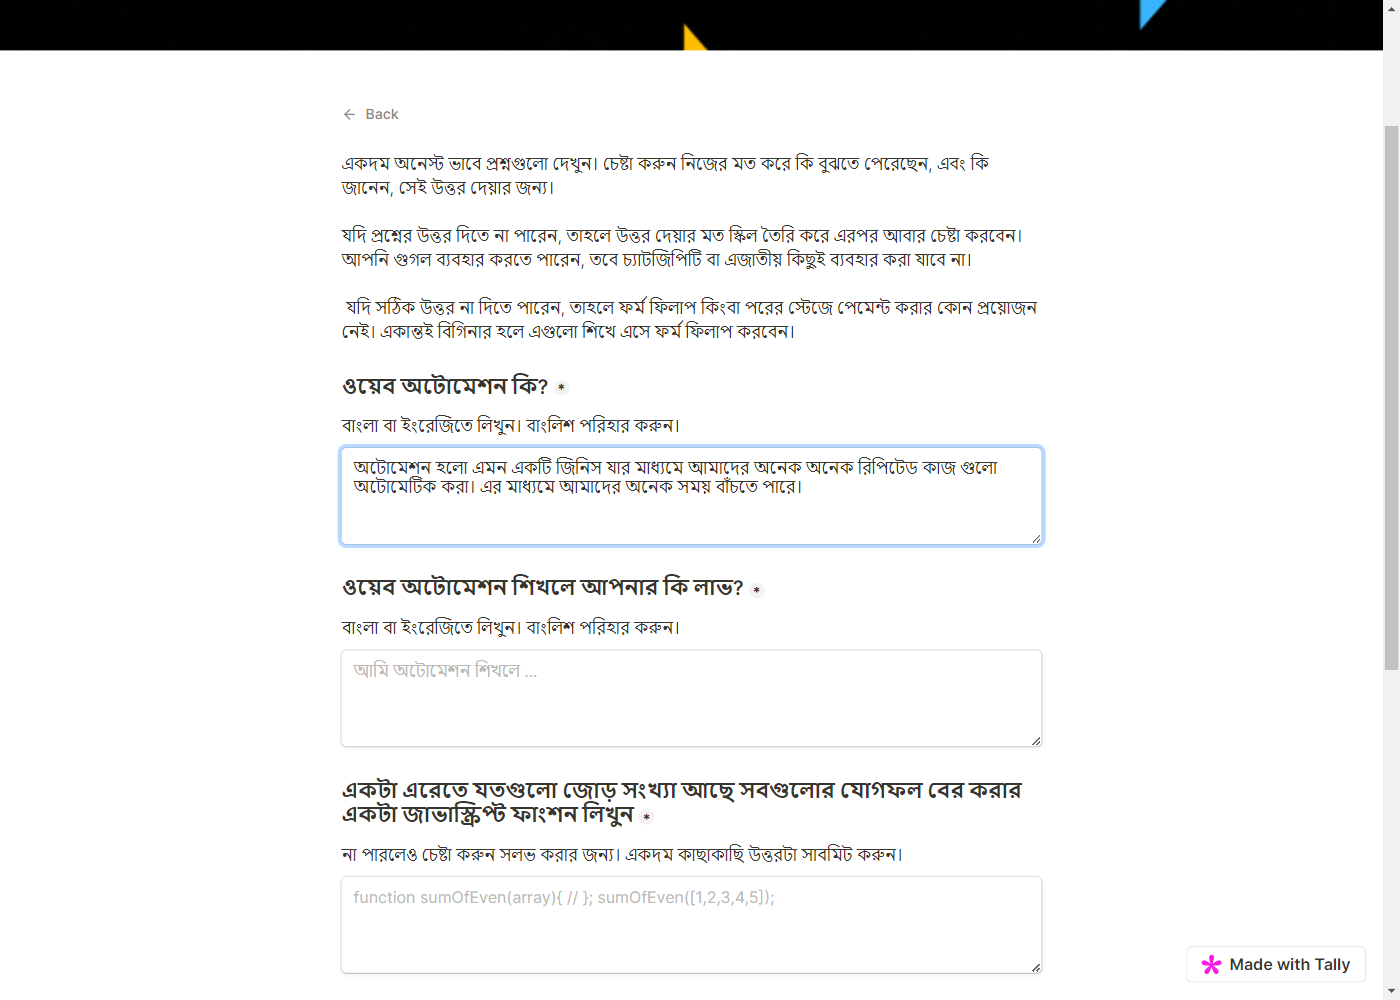 Back
একদম অনেস্ট ভাবে প্রশ্নগুলো দেখুন। চেষ্টা করুন নিজের মত করে কি বুঝতে পেরেছেন, এবং কি
জানেন, সেই উত্তর দেয়ার জন্য।
যদি প্রশ্নের উত্তর দিতে না পারেন, তাহলে উত্তর দেয়ার মত স্কিল তৈরি করে এরপর আবার চেষ্টা করবেন।
আপনি গুগল ব্যবহার করতে পারেন, তবে চ্যাটজিপিটি বা এজাতীয় কিছুই ব্যবহার করা যাবে না।
যদি সঠিক উত্তর না দিতে পারেন, তাহলে ফর্ম ফিলাপ কিংবা পরের স্টেজে পেমেন্ট করার কোন প্রয়োজন
নেই। একান্তই বিগিনার হলে এগুলো শিখে এসে ফর্ম ফিলাপ করবেন।
ওয়েব অটোমেশন কি? *
বাংলা বা ইংরেজিতে লিখুন। বাংলিশ পরিহার করুন।
অটোমেশন হলো এমন একটি জিনিস যার মাধ্যমে আমাদের অনেক অনেক রিপিটেড কাজ গুলো
অটোমেটিক করা। এর মাধ্যমে আমাদের অনেক সময় বাঁচতে পারে।
ওয়েব অটোমেশন শিখলে আপনার কি লাভ? *
বাংলা বা ইংরেজিতে লিখুন। বাংলিশ পরিহার করুন।
আমি অটোমেশন শিখলে ...
একটা এরেতে যতগুলো জোড় সংখ্যা আছে সবগুলোর যোগফল বের করার
একটা জাভাস্ক্রিপ্ট ফাংশন লিখুন *
না পারলেও চেষ্টা করুন সলভ করার জন্য। একদম কাছাকাছি উত্তরটা সাবমিট করুন।
function sumOfEven(array){ // }; sumOfEven([1,2,3,4,5]);
Made with Tally